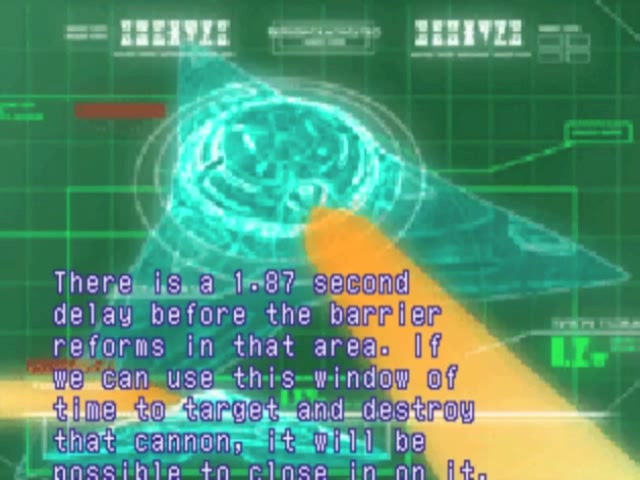 There is a 1.87 second
delay before the barrier
reforms in that area. If
we can use this window of
time to target and destroy
that cannon, it will be
possible to close in on it.